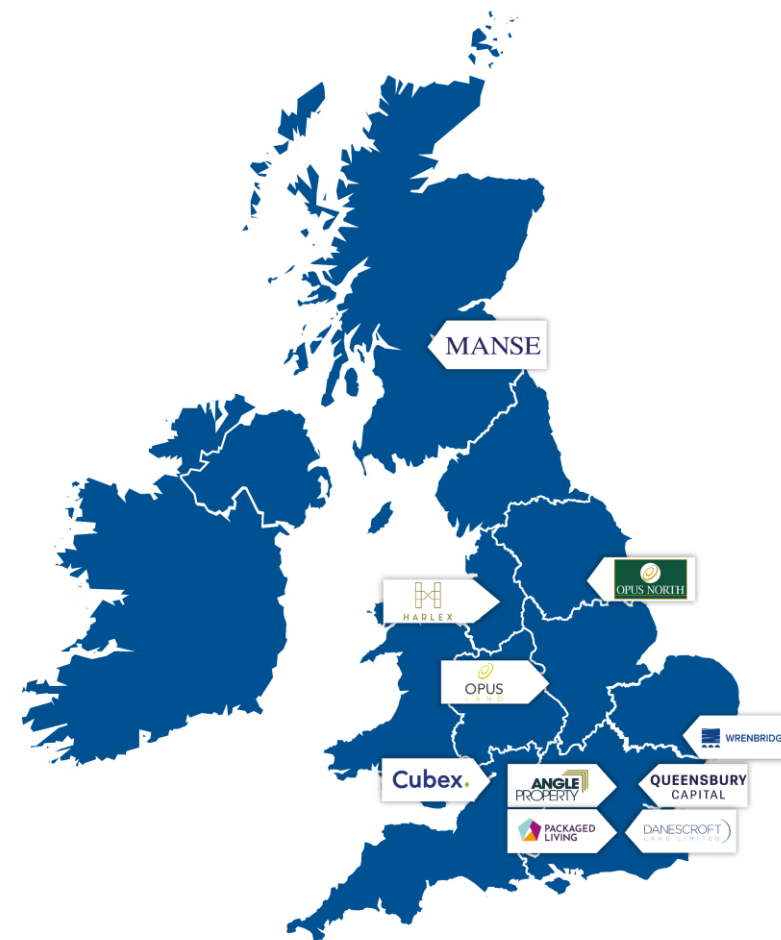 MANSE
OPUS NORTH
HARLEX
OPUS
LAND
WRENBRIDG
Cubex.
ANGLE
PROPERTY
QUEENSBURY
CAPITAL
PACKAGED
LIVING
DANESCROFT
LAND LIMITED